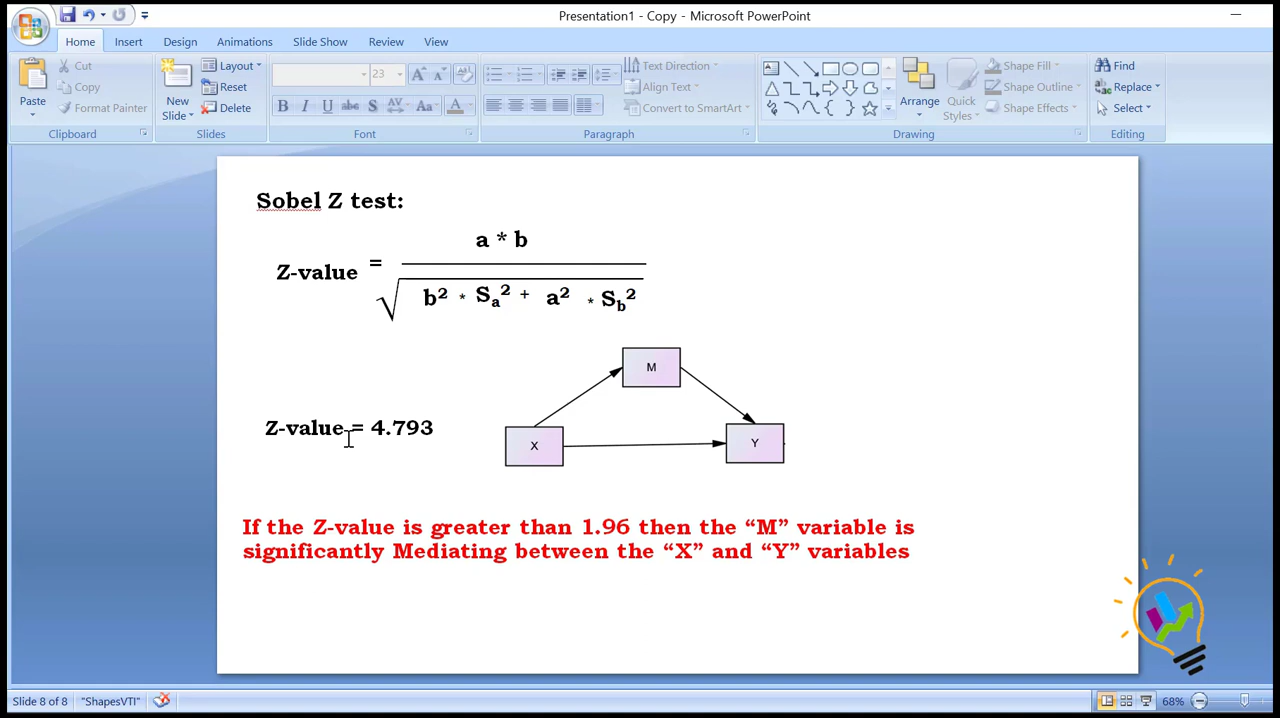 Presentation1 - Copy - Microsoft PowerPoint
Home Insert Design Animations Slide Show Review View
Paste
Cut
Copy
Format Painter
Clipboard
New Slide
Layout
Reset
Delete
Slides
23
B I U abc S AV Aa A
Font
Text Direction
Align Text
Convert to SmartArt
Paragraph
Arrange
Quick Styles
Shape Fill
Shape Outline
Shape Effects
Drawing
Find
Replace
Select
Editing
Sobel Z test:
a * b
Z-value =
√ b² * Sₐ² + a² * S_b²
M
Z-value = 4.793
X
Y
If the Z-value is greater than 1.96 then the “M” variable is
significantly Mediating between the “X” and “Y” variables
Slide 8 of 8 "ShapesVTI" 68%